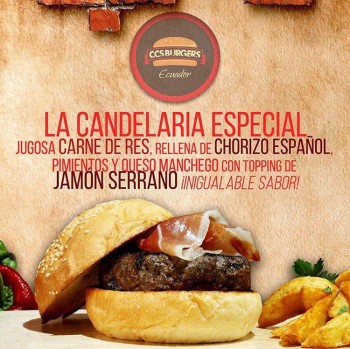 CCS BURGERS
Ecuador
LA CANDELARIA ESPECIAL
JUGOSA CARNE DE RES, RELLENA DE CHORIZO ESPAÑOL,
PIMIENTOS Y QUESO MANCHEGO CON TOPPING DE
JAMÓN SERRANO ¡INIGUALABLE SABOR!